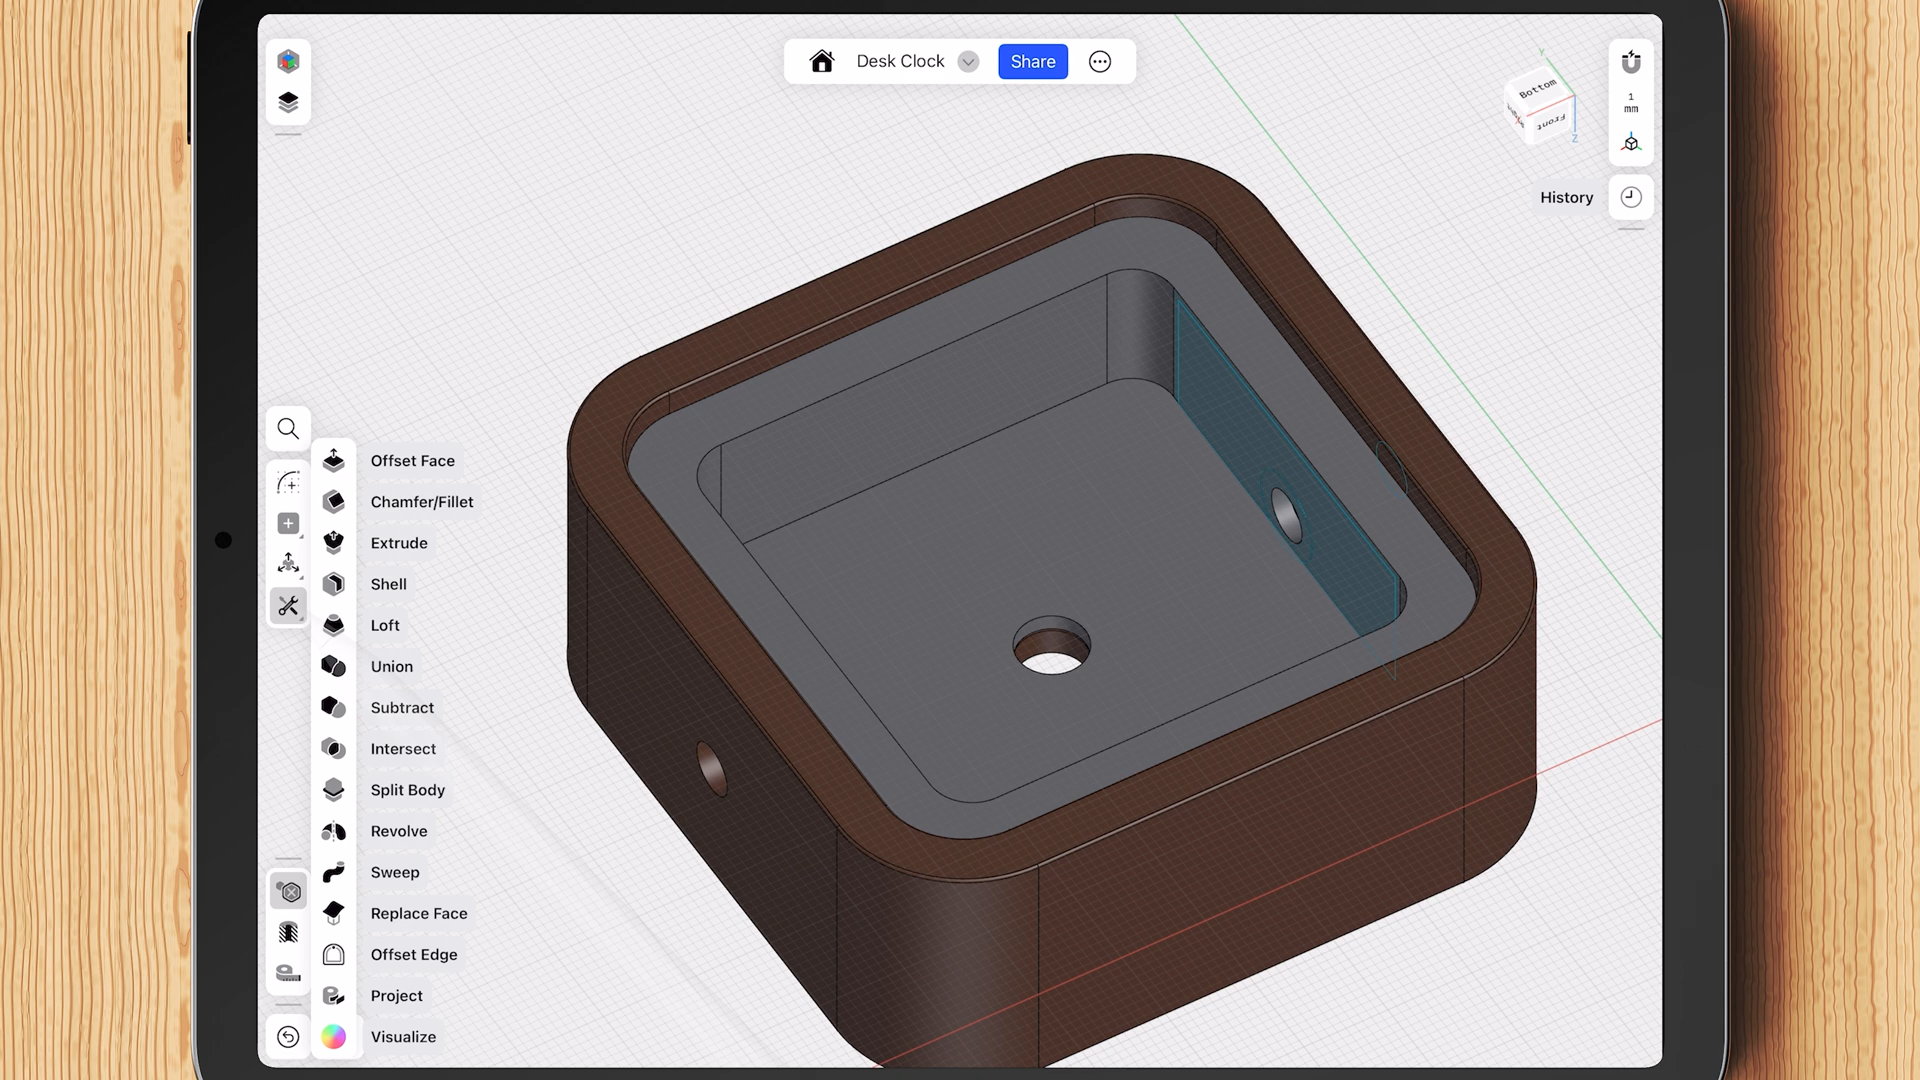 Desk Clock
Share
Y
Bottom
Front
X
Z
1
mm
History
Offset Face
Chamfer/Fillet
Extrude
Shell
Loft
Union
Subtract
Intersect
Split Body
Revolve
Sweep
Replace Face
Offset Edge
Project
Visualize